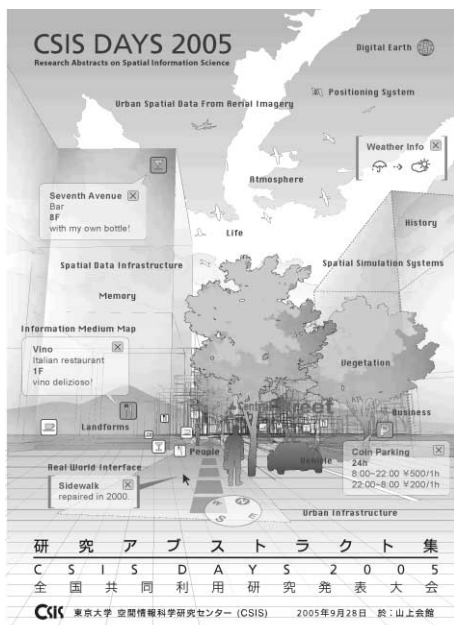 CSIS DAYS 2005
Research Abstracts on Spatial Information Science
Digital Earth
Positioning System
Urban Spatial Data From Aerial Imagery
Weather Info
Atmosphere
Seventh Avenue
Bar
8F
with my own bottle!
History
Life
Spatial Data Infrastructure
Spatial Simulation Systems
Memory
Information Medium Map
Vino
Italian restaurant
1F
vino delizioso!
Vegetation
Street
Business
Landforms
People
Vehicle
Coin Parking
24h
8:00~22:00 ¥500/1h
22:00~8:00 ¥200/1h
Real World Interface
Sidewalk
repaired in 2000.
W
S
E
Urban Infrastructure
研究アブストラクト集
CSIS DAYS 2005
全国共同利用研究発表大会
CSIS 東京大学 空間情報科学研究センター (CSIS) 2005年9月28日 於:山上会館